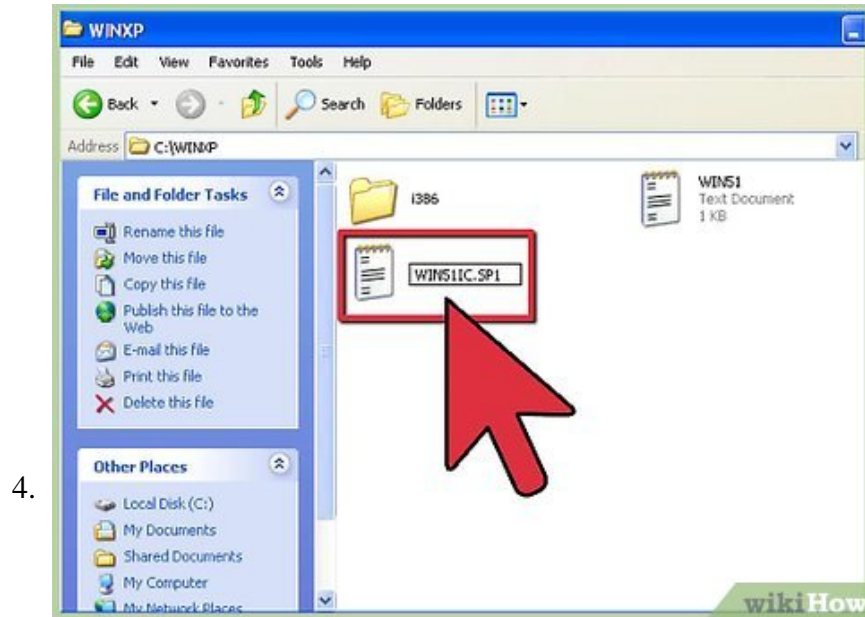 WINXP
File Edit View Favorites Tools Help
Back Search Folders
Address C:\WINXP
File and Folder Tasks
Rename this file
Move this file
Copy this file
Publish this file to the
Web
E-mail this file
Print this file
Delete this file
Other Places
Local Disk (C:)
My Documents
Shared Documents
My Computer
My Network Places
I386
WIN51
Text Document
1 KB
WIN51IC.SP1
4.
wikiHow